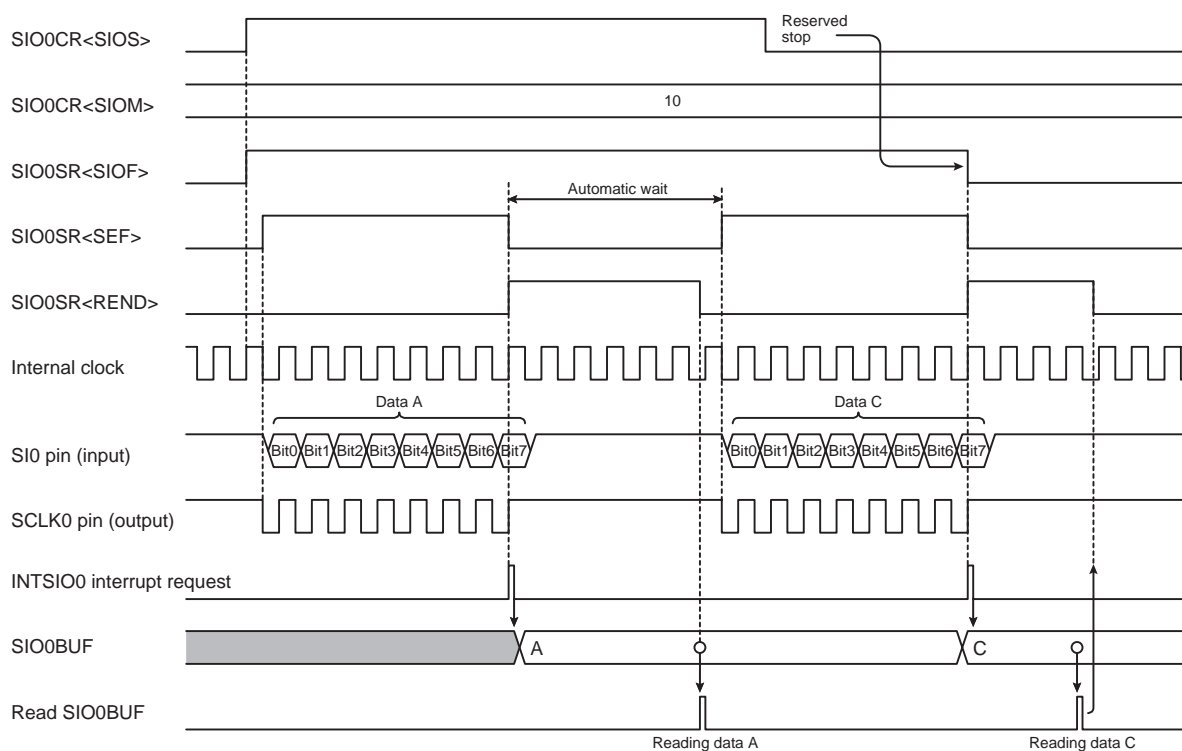 SIO0CR<SIOS>
Reserved
stop
SIO0CR<SIOM>
10
SIO0SR<SIOF>
Automatic wait
SIO0SR<SEF>
SIO0SR<REND>
Internal clock
Data A
Data C
SI0 pin (input)
Bit0 Bit1 Bit2 Bit3 Bit4 Bit5 Bit6 Bit7
Bit0 Bit1 Bit2 Bit3 Bit4 Bit5 Bit6 Bit7
SCLK0 pin (output)
INTSIO0 interrupt request
SIO0BUF
A
C
Read SIO0BUF
Reading data A
Reading data C